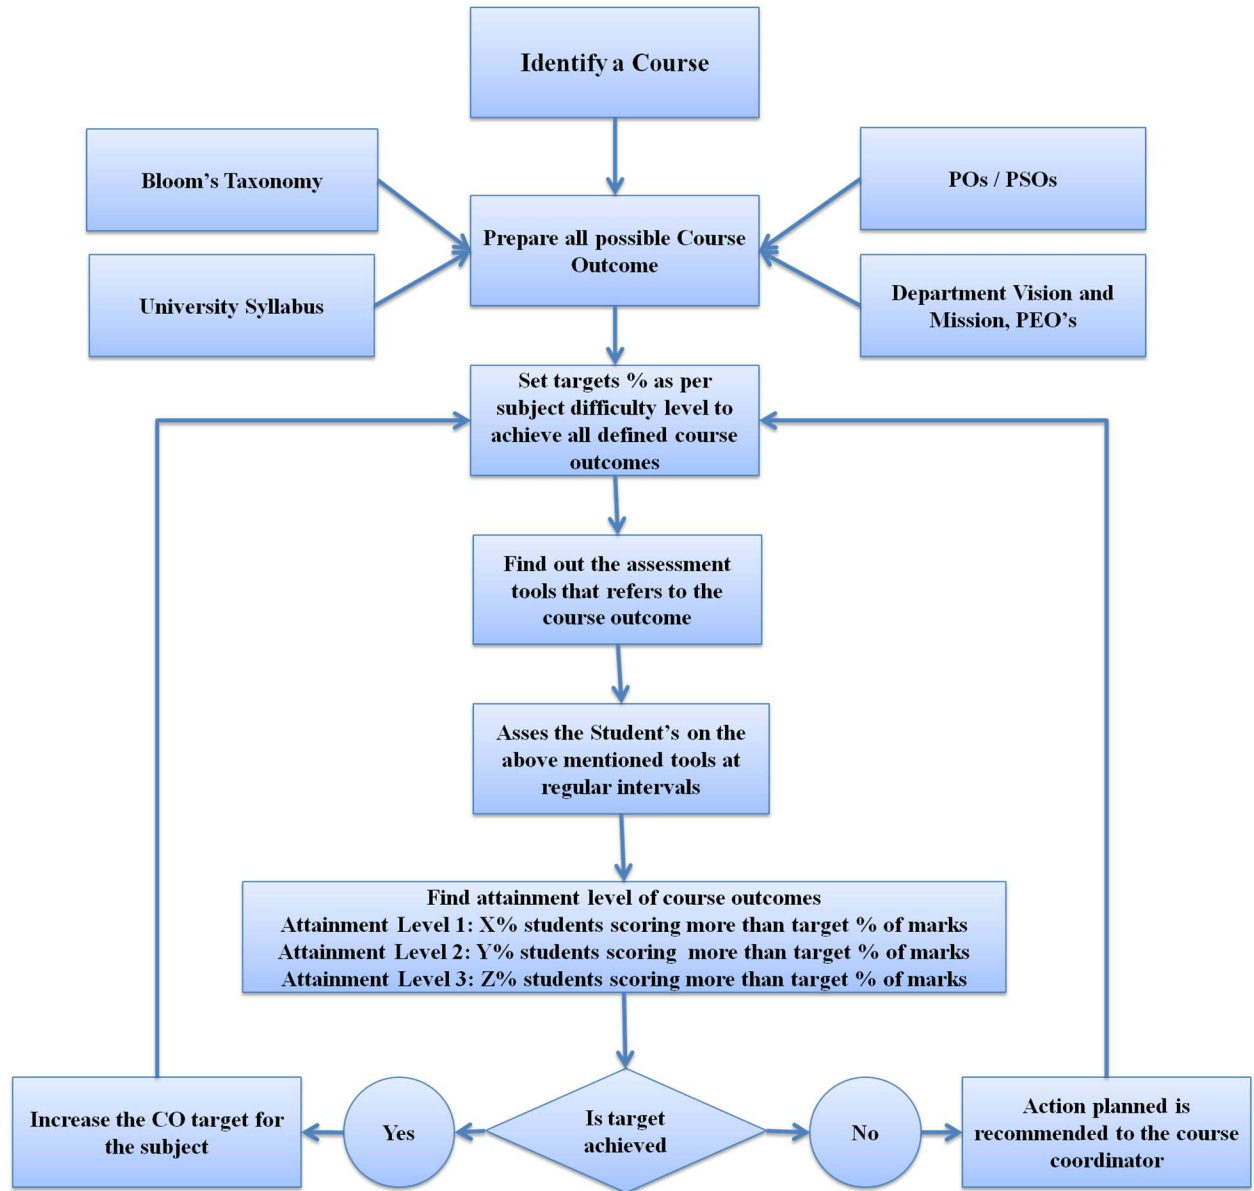 Identify a Course
Bloom's Taxonomy
POs / PSOs
Prepare all possible Course
Outcome
University Syllabus
Department Vision and
Mission, PEO's
Set targets % as per
subject difficulty level to
achieve all defined course
outcomes
Find out the assessment
tools that refers to the
course outcome
Asses the Student's on the
above mentioned tools at
regular intervals
Find attainment level of course outcomes
Attainment Level 1: X% students scoring more than target % of marks
Attainment Level 2: Y% students scoring more than target % of marks
Attainment Level 3: Z% students scoring more than target % of marks
Increase the CO target for
the subject
Yes
Is target
achieved
No
Action planned is
recommended to the course
coordinator